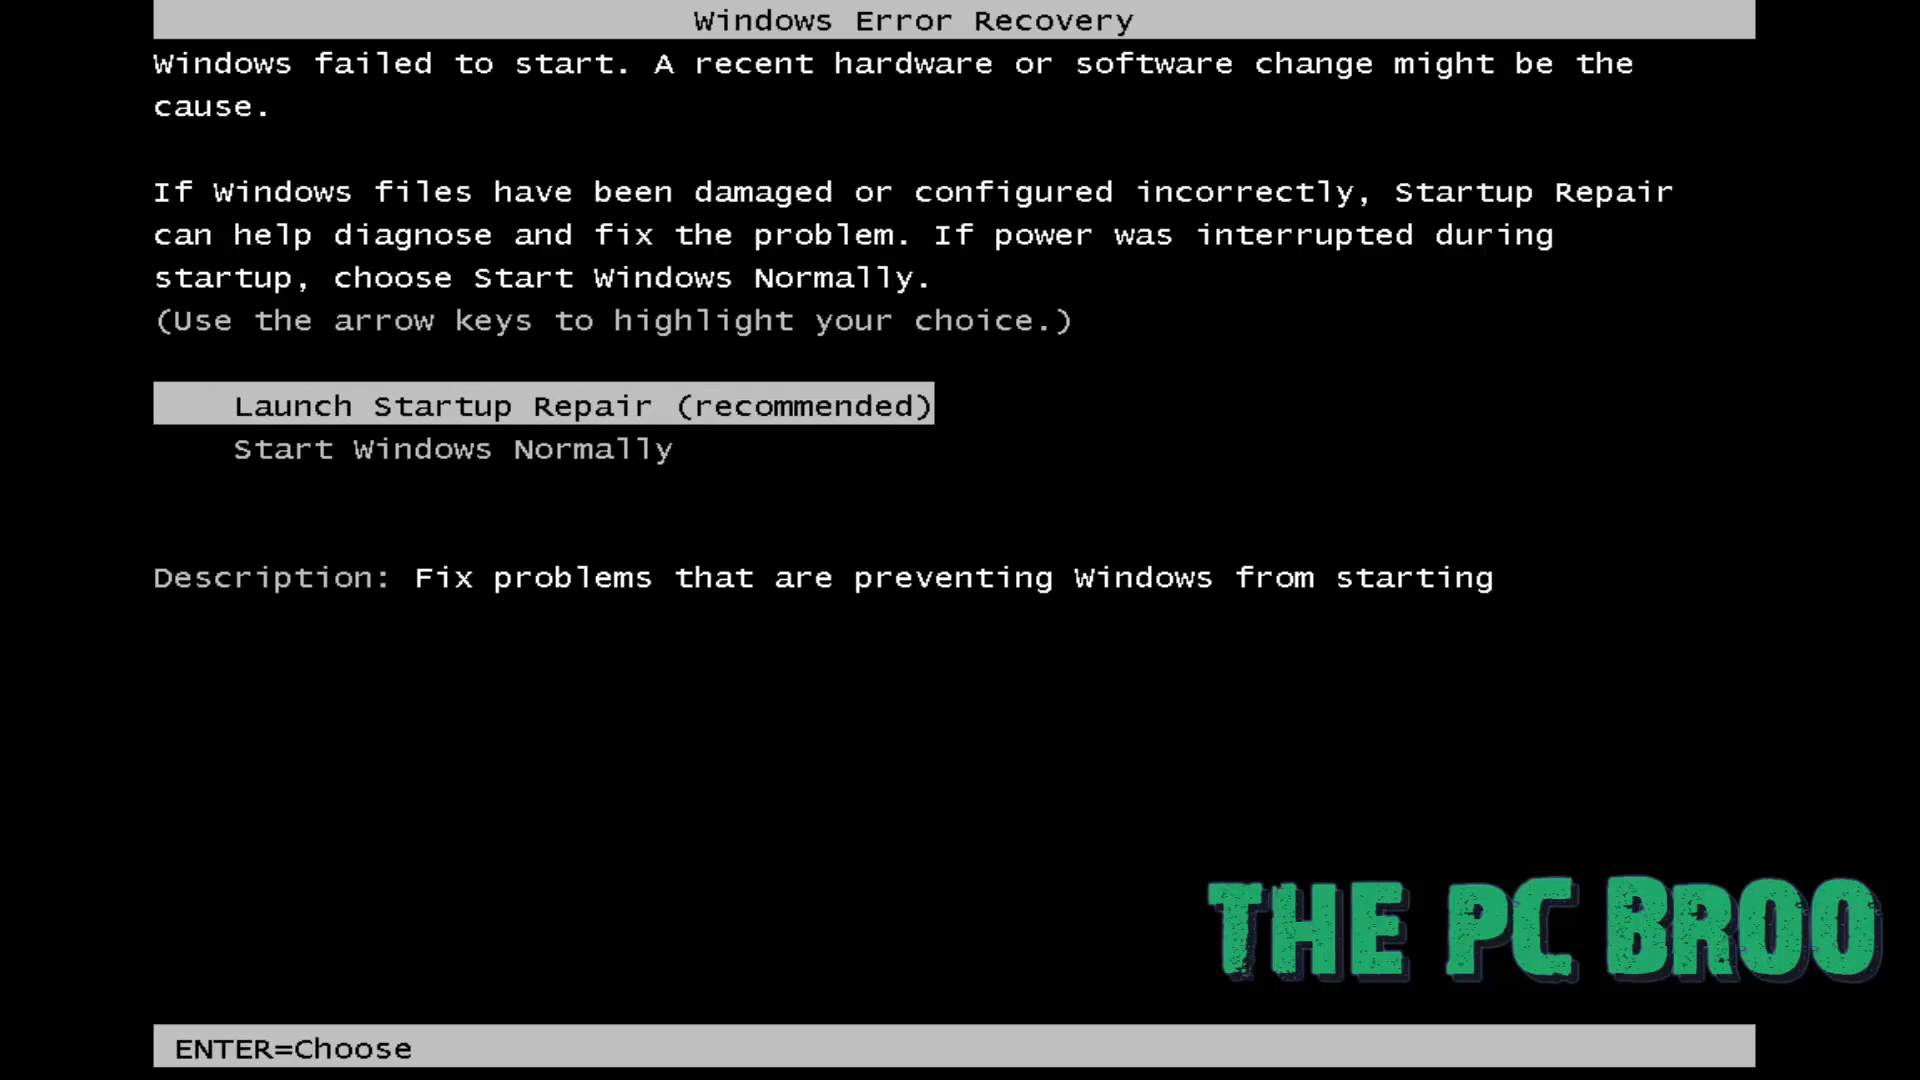 Windows Error Recovery
Windows failed to start. A recent hardware or software change might be the
cause.
If Windows files have been damaged or configured incorrectly, Startup Repair
can help diagnose and fix the problem. If power was interrupted during
startup, choose Start Windows Normally.
(Use the arrow keys to highlight your choice.)
Launch Startup Repair (recommended)
Start Windows Normally
Description: Fix problems that are preventing Windows from starting
THE PC BROO
ENTER=Choose